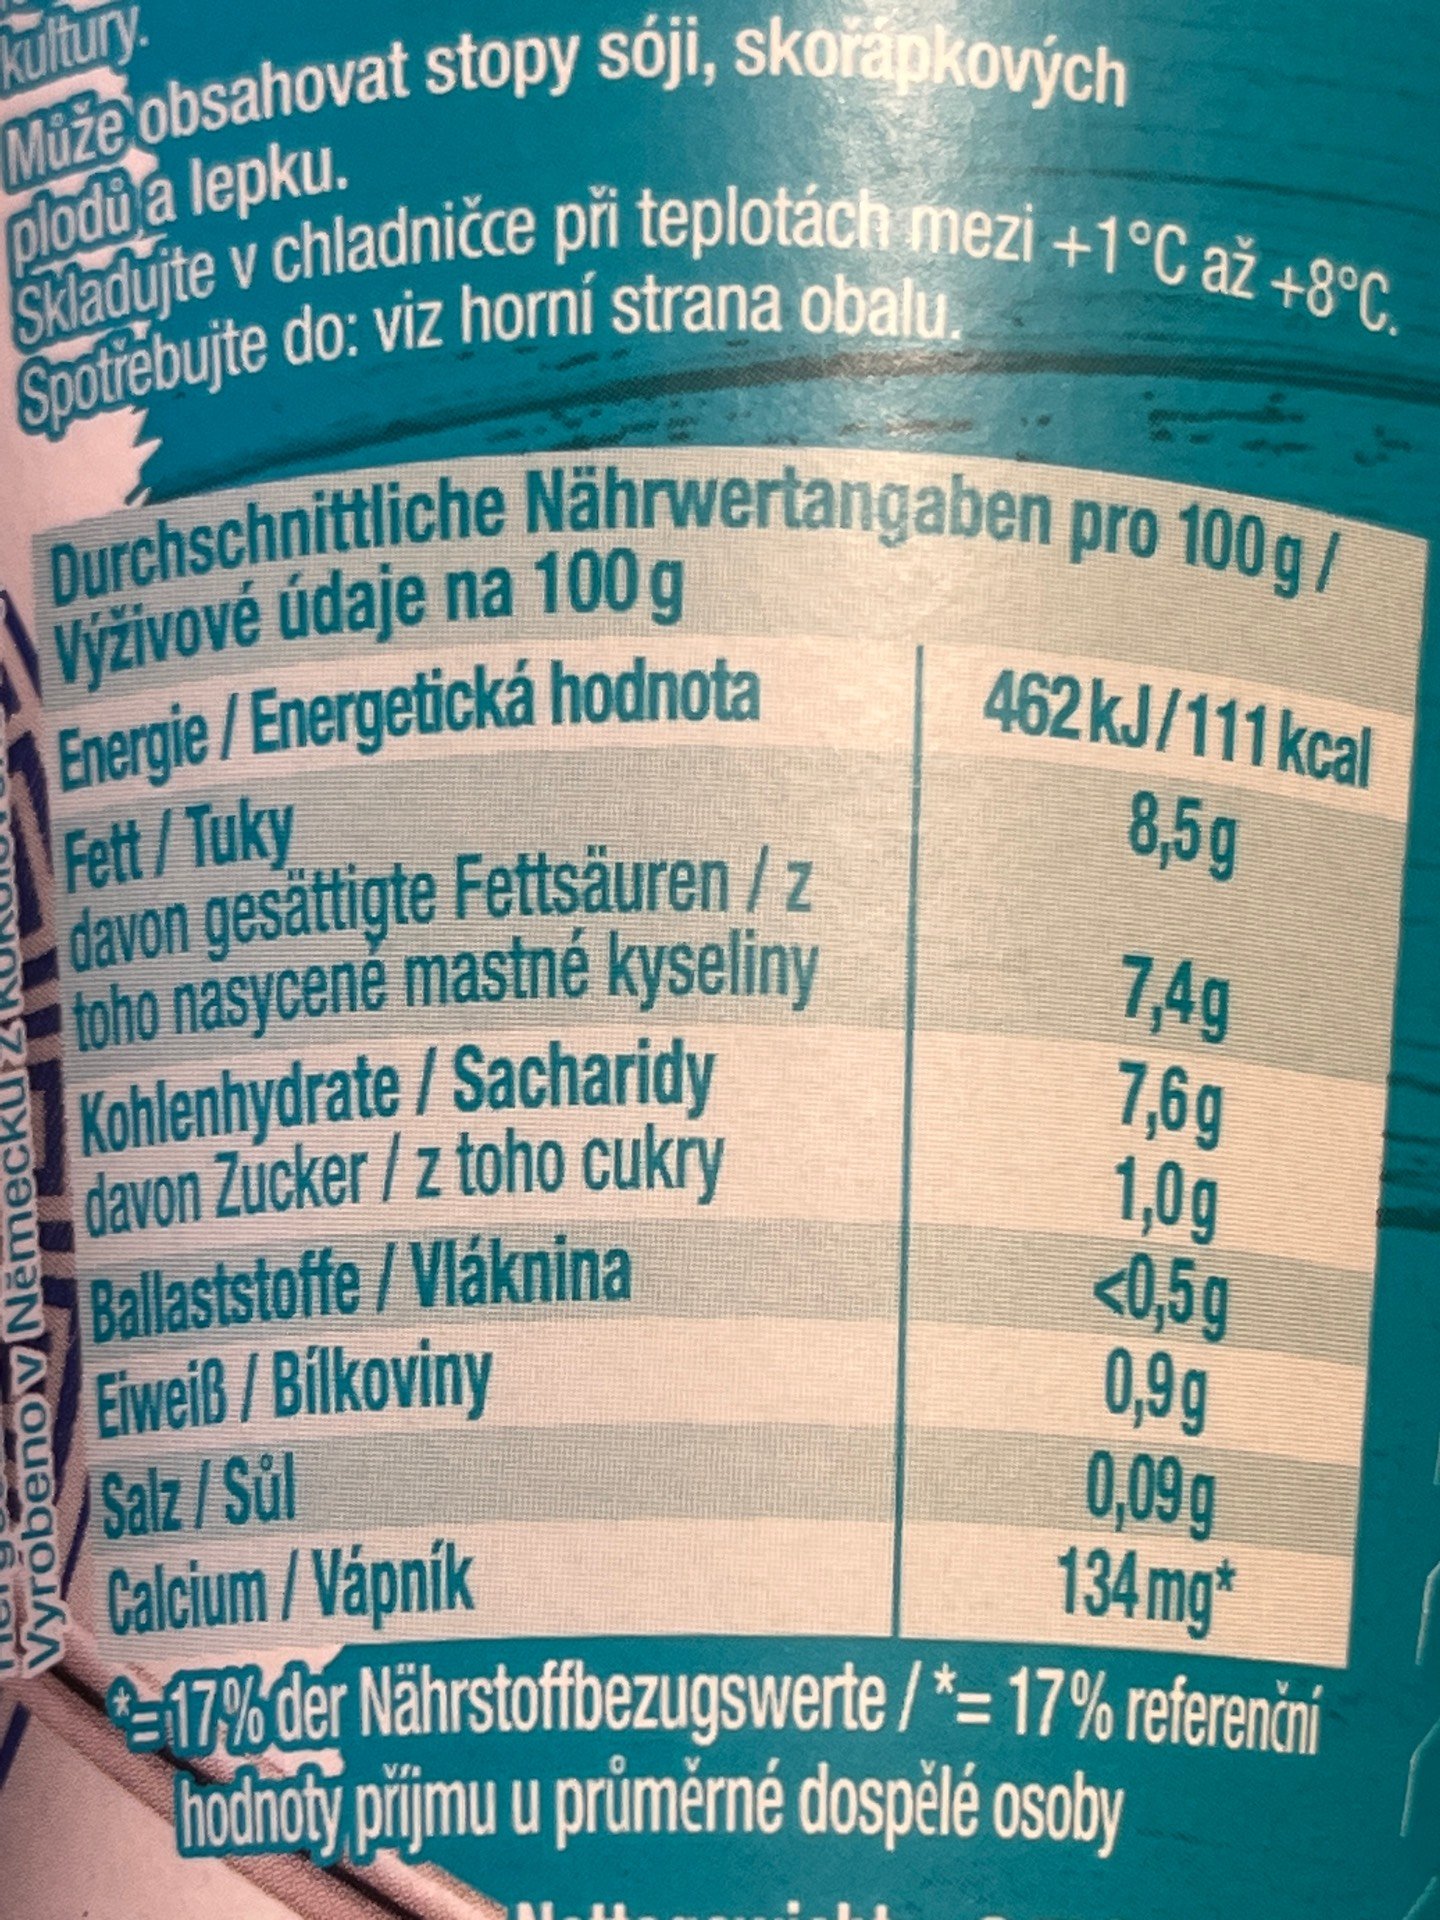 kultury.
Může obsahovat stopy sóji, skořápkových
plodů a lepku.
Skladujte v chladničce při teplotách mezi +1°C až +8°C.
Spotřebujte do: viz horní strana obalu.
Durchschnittliche Nährwertangaben pro 100 g /
Výživové údaje na 100 g
Energie / Energetická hodnota 462 kJ/111 kcal
Fett / Tuky 8,5 g
davon gesättigte Fettsäuren / z
toho nasycené mastné kyseliny 7,4 g
Kohlenhydrate / Sacharidy 7,6 g
davon Zucker / z toho cukry 1,0 g
Ballaststoffe / Vláknina <0,5 g
Eiweiß / Bílkoviny 0,9 g
Salz / Sůl 0,09 g
Calcium / Vápník 134 mg*
*=17% der Nährstoffbezugswerte / *= 17% referenční
hodnoty příjmu u průměrné dospělé osoby
Vyrobeno v Německu z